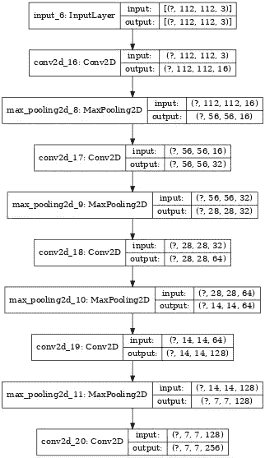 input_6: InputLayer
input: [(?, 112, 112, 3)]
output: [(?, 112, 112, 3)]
conv2d_16: Conv2D
input: (?, 112, 112, 3)
output: (?, 112, 112, 16)
max_pooling2d_8: MaxPooling2D
input: (?, 112, 112, 16)
output: (?, 56, 56, 16)
conv2d_17: Conv2D
input: (?, 56, 56, 16)
output: (?, 56, 56, 32)
max_pooling2d_9: MaxPooling2D
input: (?, 56, 56, 32)
output: (?, 28, 28, 32)
conv2d_18: Conv2D
input: (?, 28, 28, 32)
output: (?, 28, 28, 64)
max_pooling2d_10: MaxPooling2D
input: (?, 28, 28, 64)
output: (?, 14, 14, 64)
conv2d_19: Conv2D
input: (?, 14, 14, 64)
output: (?, 14, 14, 128)
max_pooling2d_11: MaxPooling2D
input: (?, 14, 14, 128)
output: (?, 7, 7, 128)
conv2d_20: Conv2D
input: (?, 7, 7, 128)
output: (?, 7, 7, 256)